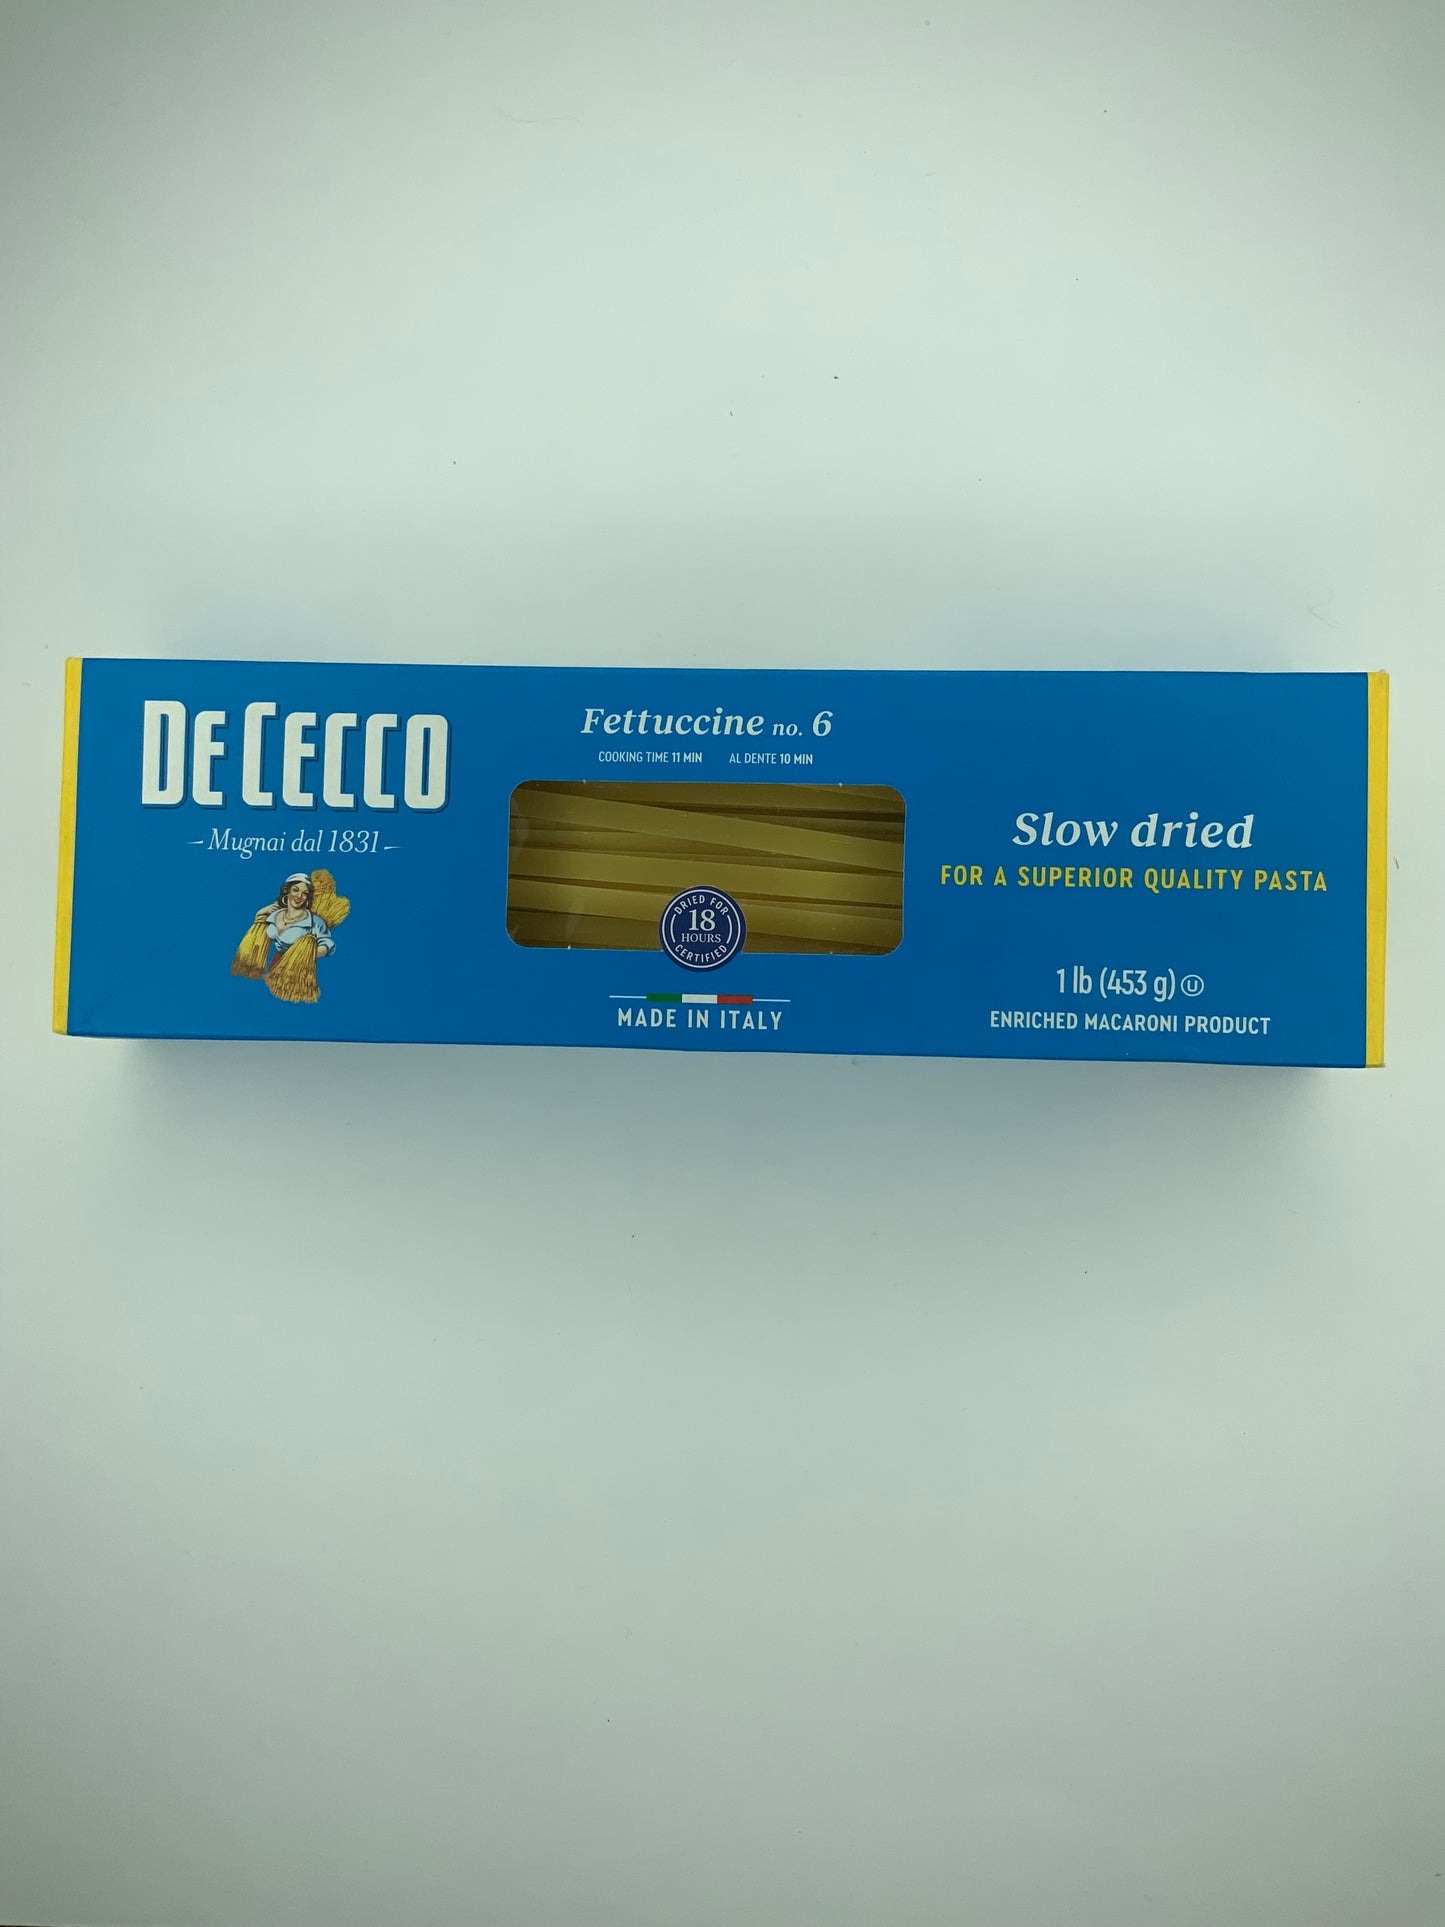 DE CECCO
Mugnai dal 1831
Fettuccine no. 6
COOKING TIME 11 MIN AL DENTE 10 MIN
DRIED FOR
18
HOURS
CERTIFIED
MADE IN ITALY
Slow dried
FOR A SUPERIOR QUALITY PASTA
1 lb (453 g) U
ENRICHED MACARONI PRODUCT